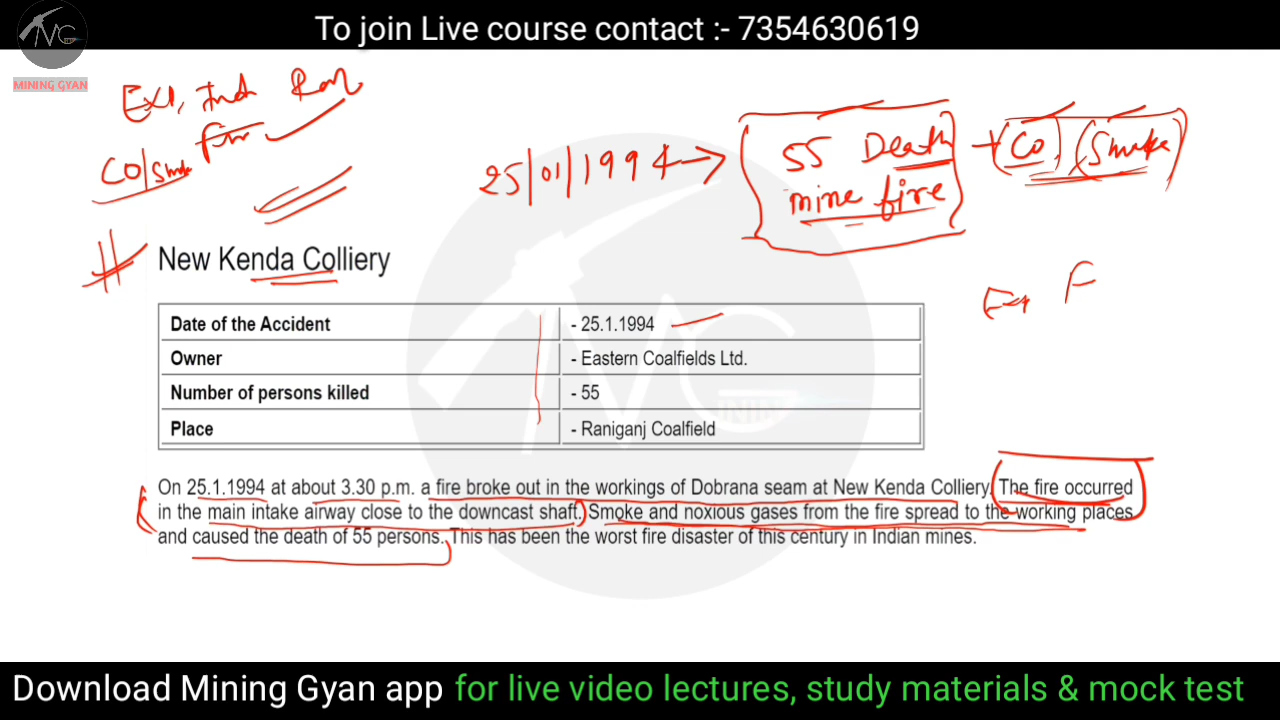 To join Live course contact :- 7354630619
MINING GYAN
CO/Smoke
25/01/1994 → 55 Death + (CO) (Smoke)
mine fire
New Kenda Colliery
Date of the Accident - 25.1.1994
Owner - Eastern Coalfields Ltd.
Number of persons killed - 55
Place - Raniganj Coalfield
On 25.1.1994 at about 3.30 p.m. a fire broke out in the workings of Dobrana seam at New Kenda Colliery. The fire occurred
in the main intake airway close to the downcast shaft. Smoke and noxious gases from the fire spread to the working places
and caused the death of 55 persons. This has been the worst fire disaster of this century in Indian mines.
Download Mining Gyan app for live video lectures, study materials & mock test